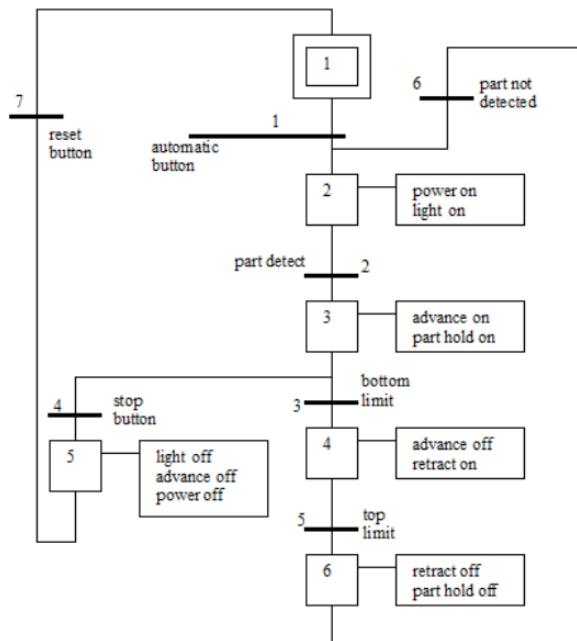 1
6
part not
detected
7
reset
button
1
automatic
button
2
power on
light on
part detect
2
3
advance on
part hold on
4
stop
button
3
bottom
limit
5
light off
advance off
power off
4
advance off
retract on
5
top
limit
6
retract off
part hold off